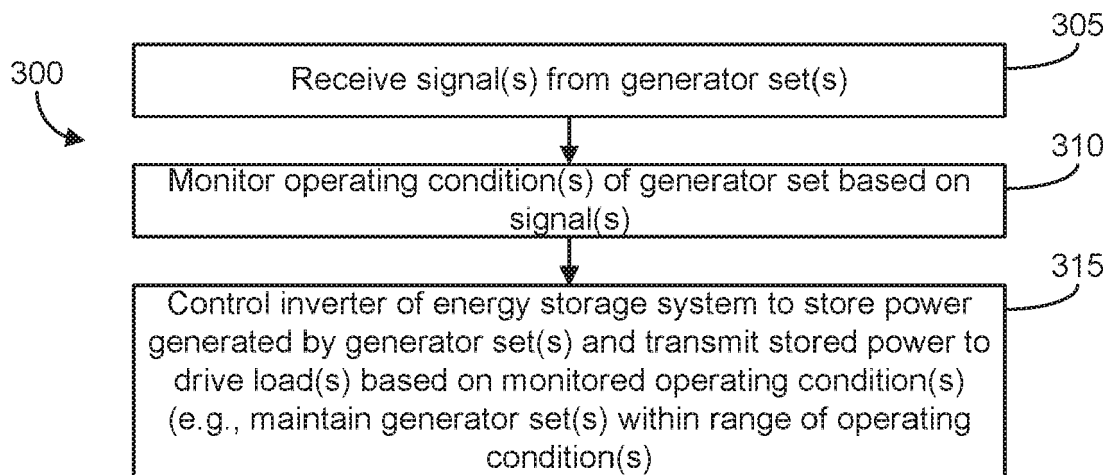 305
300
Receive signal(s) from generator set(s)
310
Monitor operating condition(s) of generator set based on
signal(s)
315
Control inverter of energy storage system to store power
generated by generator set(s) and transmit stored power to
drive load(s) based on monitored operating condition(s)
(e.g., maintain generator set(s) within range of operating
condition(s)